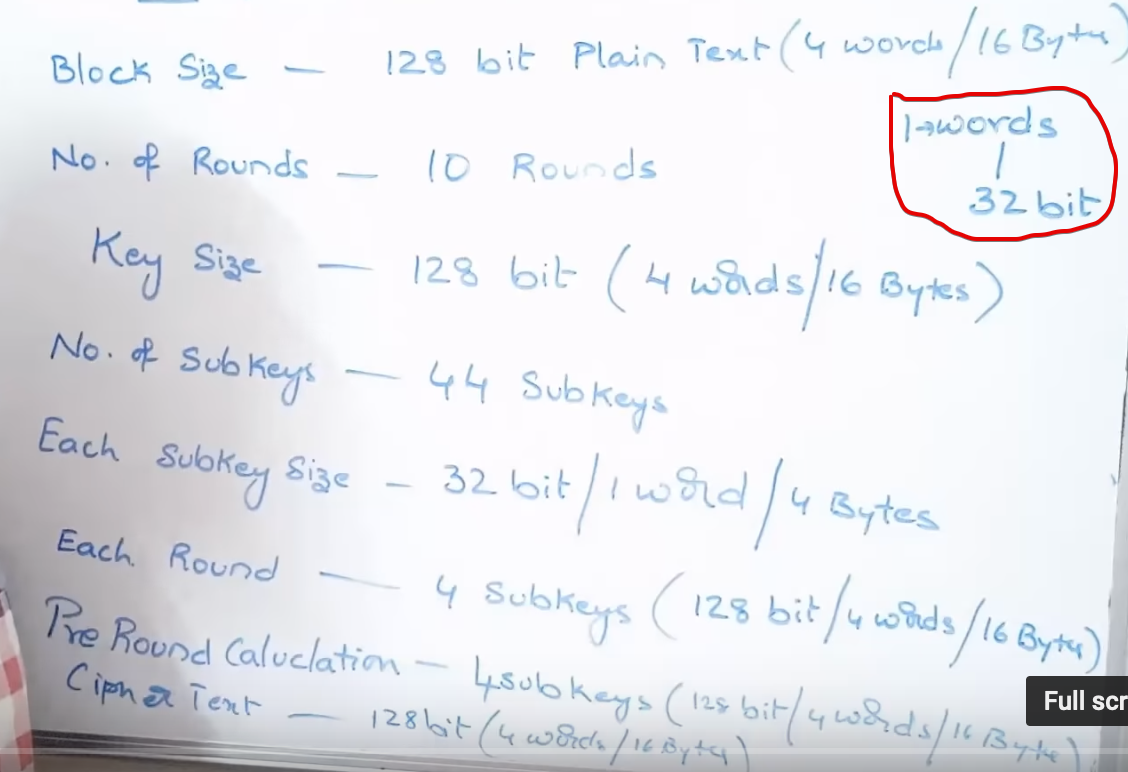 Block Size — 128 bit Plain Text (4 words/16 Bytes)
1→words
32 bit
No. of Rounds — 10 Rounds
Key Size — 128 bit (4 words/16 Bytes)
No. of Subkeys — 44 Subkeys
Each Subkey Size — 32 bit/1 word/4 Bytes
Each Round — 4 Subkeys (128 bit/4 words/16 Bytes)
Pre Round Caluclation — 4 subkeys (128 bit/4 words/16 Bytes)
Cipher Text — 128 bit (4 words/16 Bytes)
Full scr